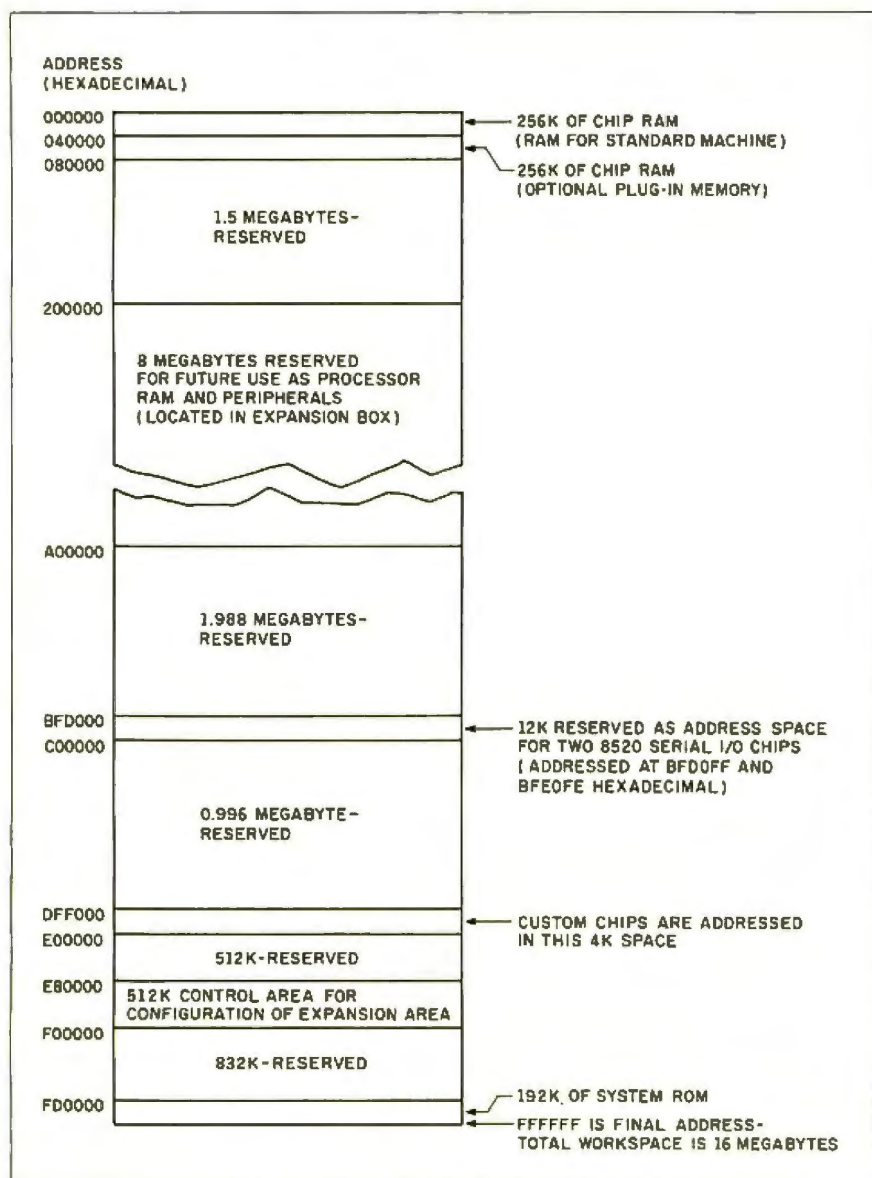 ADDRESS
(HEXADECIMAL)
000000
256K OF CHIP RAM
(RAM FOR STANDARD MACHINE)
040000
256K OF CHIP RAM
(OPTIONAL PLUG-IN MEMORY)
080000
1.5 MEGABYTES-
RESERVED
200000
8 MEGABYTES RESERVED
FOR FUTURE USE AS PROCESSOR
RAM AND PERIPHERALS
(LOCATED IN EXPANSION BOX)
A00000
1.988 MEGABYTES-
RESERVED
BFD000
12K RESERVED AS ADDRESS SPACE
FOR TWO 8520 SERIAL I/O CHIPS
(ADDRESSED AT BFD0FF AND
BFE0FE HEXADECIMAL)
C00000
0.996 MEGABYTE-
RESERVED
DFF000
CUSTOM CHIPS ARE ADDRESSED
IN THIS 4K SPACE
E00000
512K-RESERVED
E80000
512K CONTROL AREA FOR
CONFIGURATION OF EXPANSION AREA
F00000
832K-RESERVED
FD0000
192K OF SYSTEM ROM
FFFFFF IS FINAL ADDRESS-
TOTAL WORKSPACE IS 16 MEGABYTES